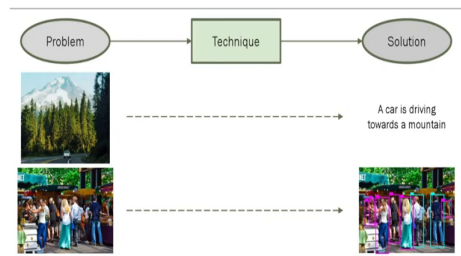 Problem
Technique
Solution
A car is driving
towards a mountain